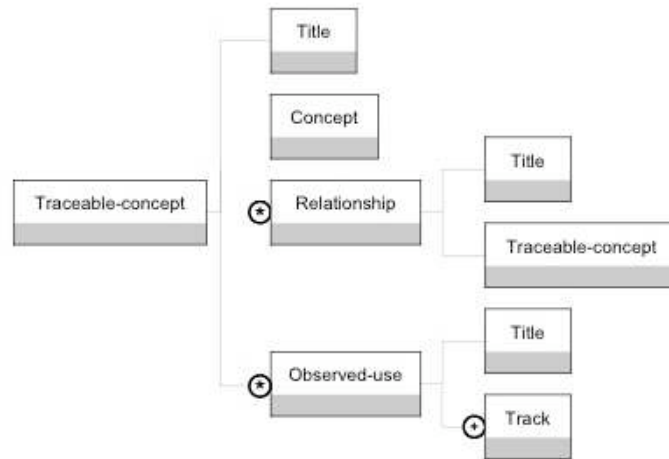 Title
Concept
Traceable-concept
*
Relationship
Title
Traceable-concept
*
Observed-use
Title
+
Track